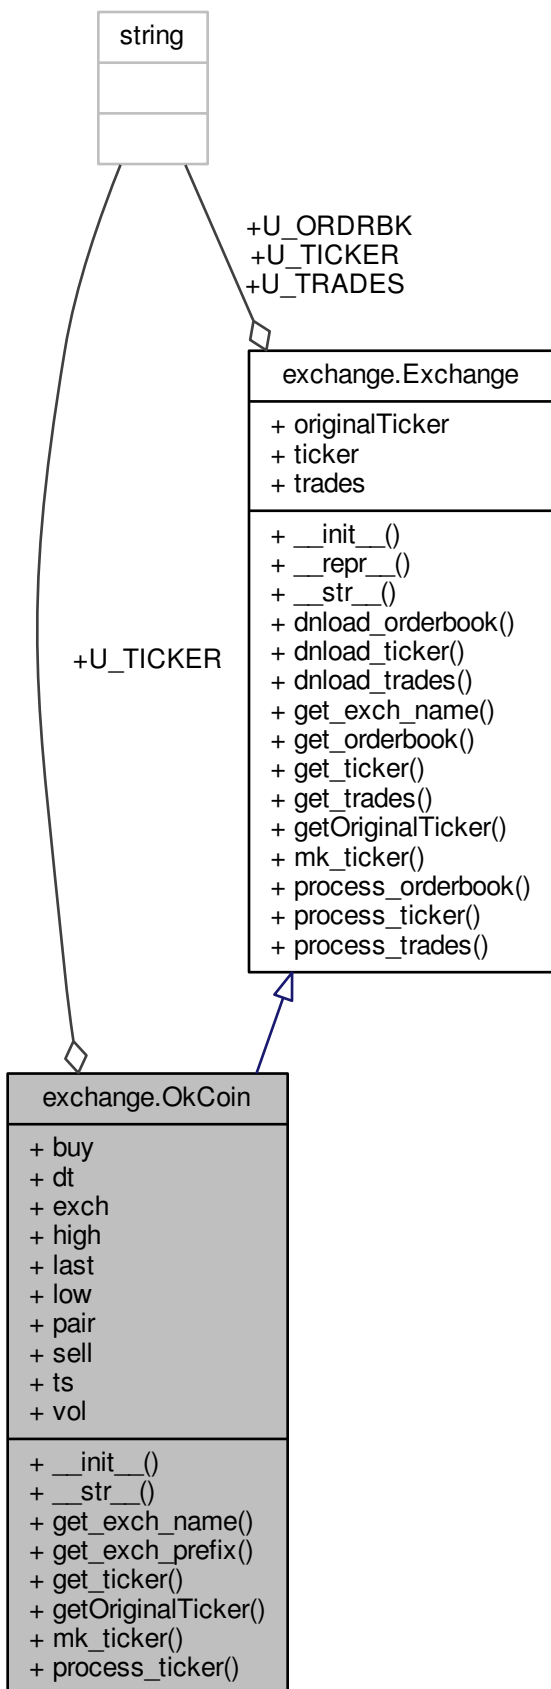 string
+U_ORDRBK
+U_TICKER
+U_TRADES
exchange.Exchange
+ originalTicker
+ ticker
+ trades
+ __init__()
+ __repr__()
+ __str__()
+ dnload_orderbook()
+ dnload_ticker()
+ dnload_trades()
+ get_exch_name()
+ get_orderbook()
+ get_ticker()
+ get_trades()
+ getOriginalTicker()
+ mk_ticker()
+ process_orderbook()
+ process_ticker()
+ process_trades()
+U_TICKER
exchange.OkCoin
+ buy
+ dt
+ exch
+ high
+ last
+ low
+ pair
+ sell
+ ts
+ vol
+ __init__()
+ __str__()
+ get_exch_name()
+ get_exch_prefix()
+ get_ticker()
+ getOriginalTicker()
+ mk_ticker()
+ process_ticker()